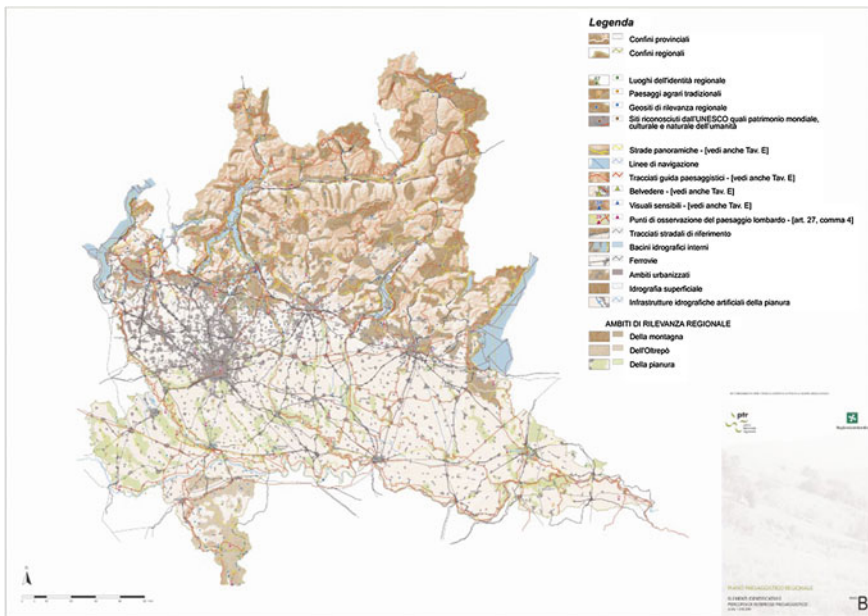 Legenda
Confini provinciali
Confini regionali
Luoghi dell'identità regionale
Paesaggi agrari tradizionali
Geositi di rilevanza regionale
Siti riconosciuti dall'UNESCO quali patrimonio mondiale,
culturale e naturale dell'umanità
Strade panoramiche - [vedi anche Tav. E]
Linee di navigazione
Tracciati guida paesaggistici - [vedi anche Tav. E]
Belvedere - [vedi anche Tav. E]
Visuali sensibili - [vedi anche Tav. E]
Punti di osservazione del paesaggio lombardo - [art. 27, comma 4]
Tracciati stradali di riferimento
Bacini idrografici interni
Ferrovie
Ambiti urbanizzati
Idrografia superficiale
Infrastrutture idrografiche artificiali della pianura
AMBITI DI RILEVANZA REGIONALE
Della montagna
Dell'Oltrepò
Della pianura
ptr
PIANO PAESAGGISTICO REGIONALE
B